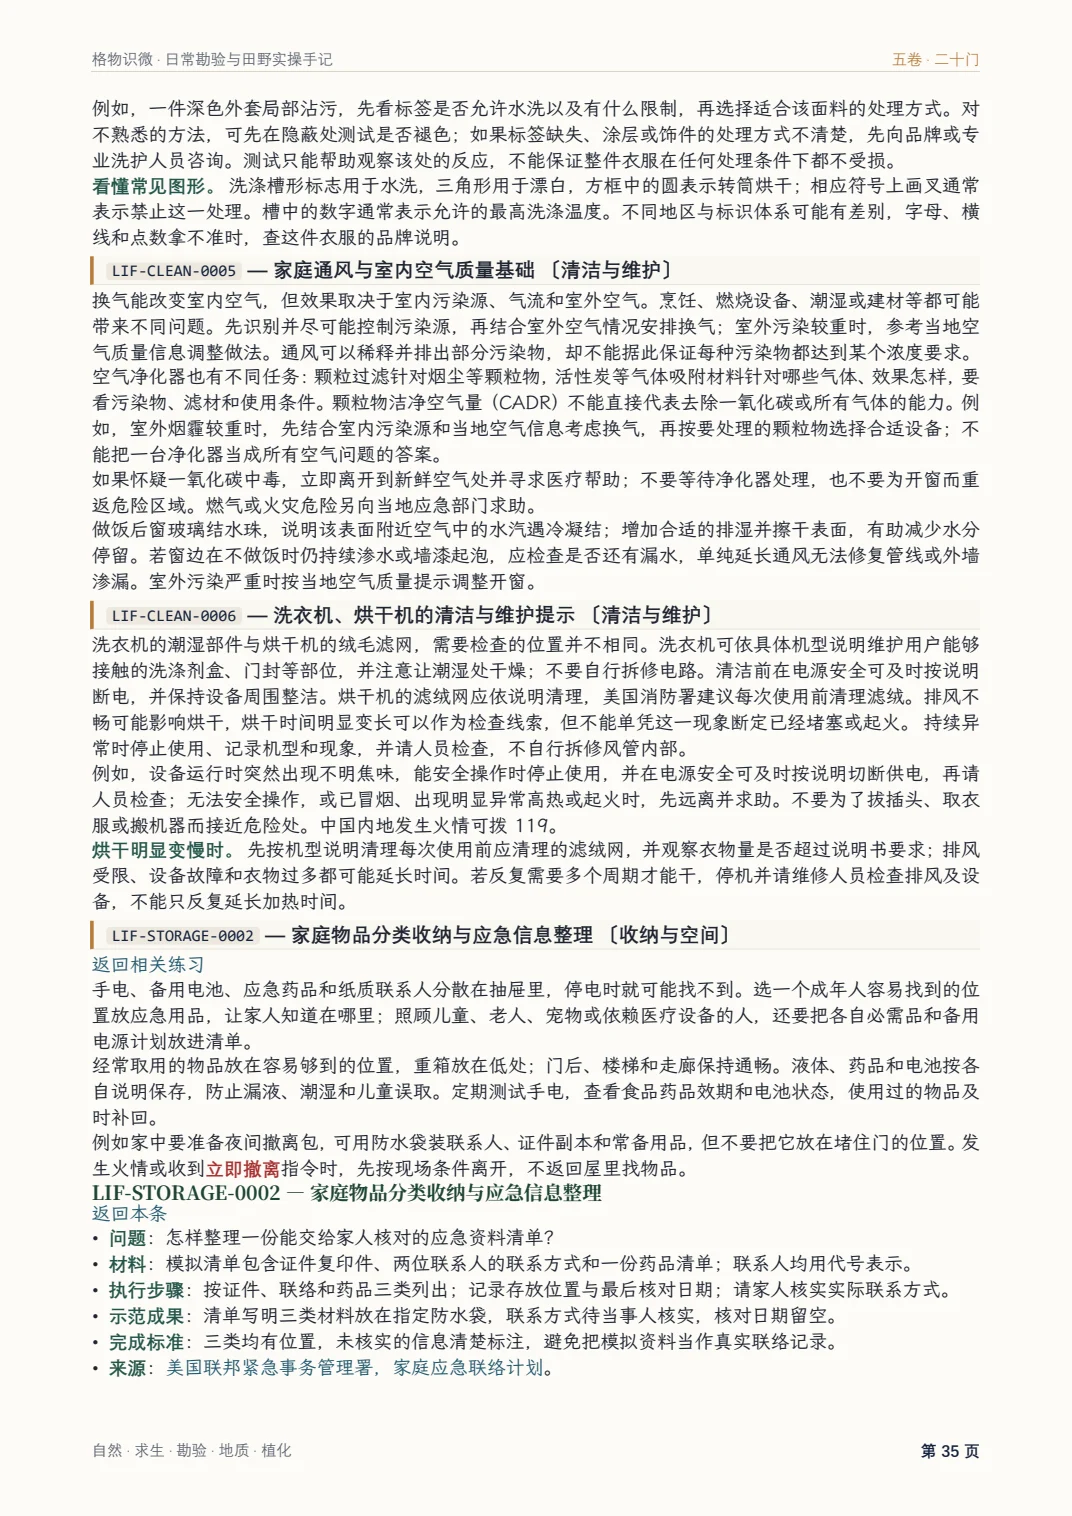 格物识微 · 日常勘验与田野实操手记
五卷 · 二十门
例如，一件深色外套局部沾污，先看标签是否允许水洗以及有什么限制，再选择适合该面料的处理方式。对
不熟悉的方法，可先在隐蔽处测试是否褪色；如果标签缺失、涂层或饰件的处理方式不清楚，先向品牌或专
业洗护人员咨询。测试只能帮助观察该处的反应，不能保证整件衣服在任何处理条件下都不受损。
看懂常见图形。 洗涤槽形标志用于水洗，三角形用于漂白，方框中的圆表示转筒烘干；相应符号上画叉通常
表示禁止这一处理。槽中的数字通常表示允许的最高洗涤温度。不同地区与标识体系可能有差别，字母、横
线和点数拿不准时，查这件衣服的品牌说明。
LIF-CLEAN-0005 — 家庭通风与室内空气质量基础 〔清洁与维护〕
换气能改变室内空气，但效果取决于室内污染源、气流和室外空气。烹饪、燃烧设备、潮湿或建材等都可能
带来不同问题。先识别并尽可能控制污染源，再结合室外空气情况安排换气；室外污染较重时，参考当地空
气质量信息调整做法。通风可以稀释并排出部分污染物，却不能据此保证每种污染物都达到某个浓度要求。
空气净化器也有不同任务：颗粒过滤针对烟尘等颗粒物，活性炭等气体吸附材料针对哪些气体、效果怎样，要
看污染物、滤材和使用条件。颗粒物洁净空气量（CADR）不能直接代表去除一氧化碳或所有气体的能力。例
如，室外烟霾较重时，先结合室内污染源和当地空气信息考虑换气，再按要处理的颗粒物选择合适设备；不
能把一台净化器当成所有空气问题的答案。
如果怀疑一氧化碳中毒，立即离开到新鲜空气处并寻求医疗帮助；不要等待净化器处理，也不要为开窗而重
返危险区域。燃气或火灾危险另向当地应急部门求助。
做饭后窗玻璃结水珠，说明该表面附近空气中的水汽遇冷凝结；增加合适的排湿并擦干表面，有助减少水分
停留。若窗边在不做饭时仍持续渗水或墙漆起泡，应检查是否还有漏水，单纯延长通风无法修复管线或外墙
渗漏。室外污染严重时按当地空气质量提示调整开窗。
LIF-CLEAN-0006 — 洗衣机、烘干机的清洁与维护提示 〔清洁与维护〕
洗衣机的潮湿部件与烘干机的绒毛滤网，需要检查的位置并不相同。洗衣机可依具体机型说明维护用户能够
接触的洗涤剂盒、门封等部位，并注意让潮湿处干燥；不要自行拆修电路。清洁前在电源安全可及时按说明
断电，并保持设备周围整洁。烘干机的滤绒网应依说明清理，美国消防署建议每次使用前清理滤绒。排风不
畅可能影响烘干，烘干时间明显变长可以作为检查线索，但不能单凭这一现象断定已经堵塞或起火。 持续异
常时停止使用、记录机型和现象，并请人员检查，不自行拆修风管内部。
例如，设备运行时突然出现不明焦味，能安全操作时停止使用，并在电源安全可及时按说明切断供电，再请
人员检查；无法安全操作，或已冒烟、出现明显异常高热或起火时，先远离并求助。不要为了拔插头、取衣
服或搬机器而接近危险处。中国内地发生火情可拨 119。
烘干明显变慢时。 先按机型说明清理每次使用前应清理的滤绒网，并观察衣物量是否超过说明书要求；排风
受限、设备故障和衣物过多都可能延长时间。若反复需要多个周期才能干，停机并请维修人员检查排风及设
备，不能只反复延长加热时间。
LIF-STORAGE-0002 — 家庭物品分类收纳与应急信息整理 〔收纳与空间〕
返回相关练习
手电、备用电池、应急药品和纸质联系人分散在抽屉里，停电时就可能找不到。选一个成年人容易找到的位
置放应急用品，让家人知道在哪里；照顾儿童、老人、宠物或依赖医疗设备的人，还要把各自必需品和备用
电源计划放进清单。
经常取用的物品放在容易够到的位置，重箱放在低处；门后、楼梯和走廊保持通畅。液体、药品和电池按各
自说明保存，防止漏液、潮湿和儿童误取。定期测试手电，查看食品药品效期和电池状态，使用过的物品及
时补回。
例如家中要准备夜间撤离包，可用防水袋装联系人、证件副本和常备用品，但不要把它放在堵住门的位置。发
生火情或收到立即撤离指令时，先按现场条件离开，不返回屋里找物品。
LIF-STORAGE-0002 — 家庭物品分类收纳与应急信息整理
返回本条
• 问题：怎样整理一份能交给家人核对的应急资料清单？
• 材料：模拟清单包含证件复印件、两位联系人的联系方式和一份药品清单；联系人均用代号表示。
• 执行步骤：按证件、联络和药品三类列出；记录存放位置与最后核对日期；请家人核实实际联系方式。
• 示范成果：清单写明三类材料放在指定防水袋，联系方式待当事人核实，核对日期留空。
• 完成标准：三类均有位置，未核实的信息清楚标注，避免把模拟资料当作真实联络记录。
• 来源：美国联邦紧急事务管理署，家庭应急联络计划。
自然 · 求生 · 勘验 · 地质 · 植化
第 35 页